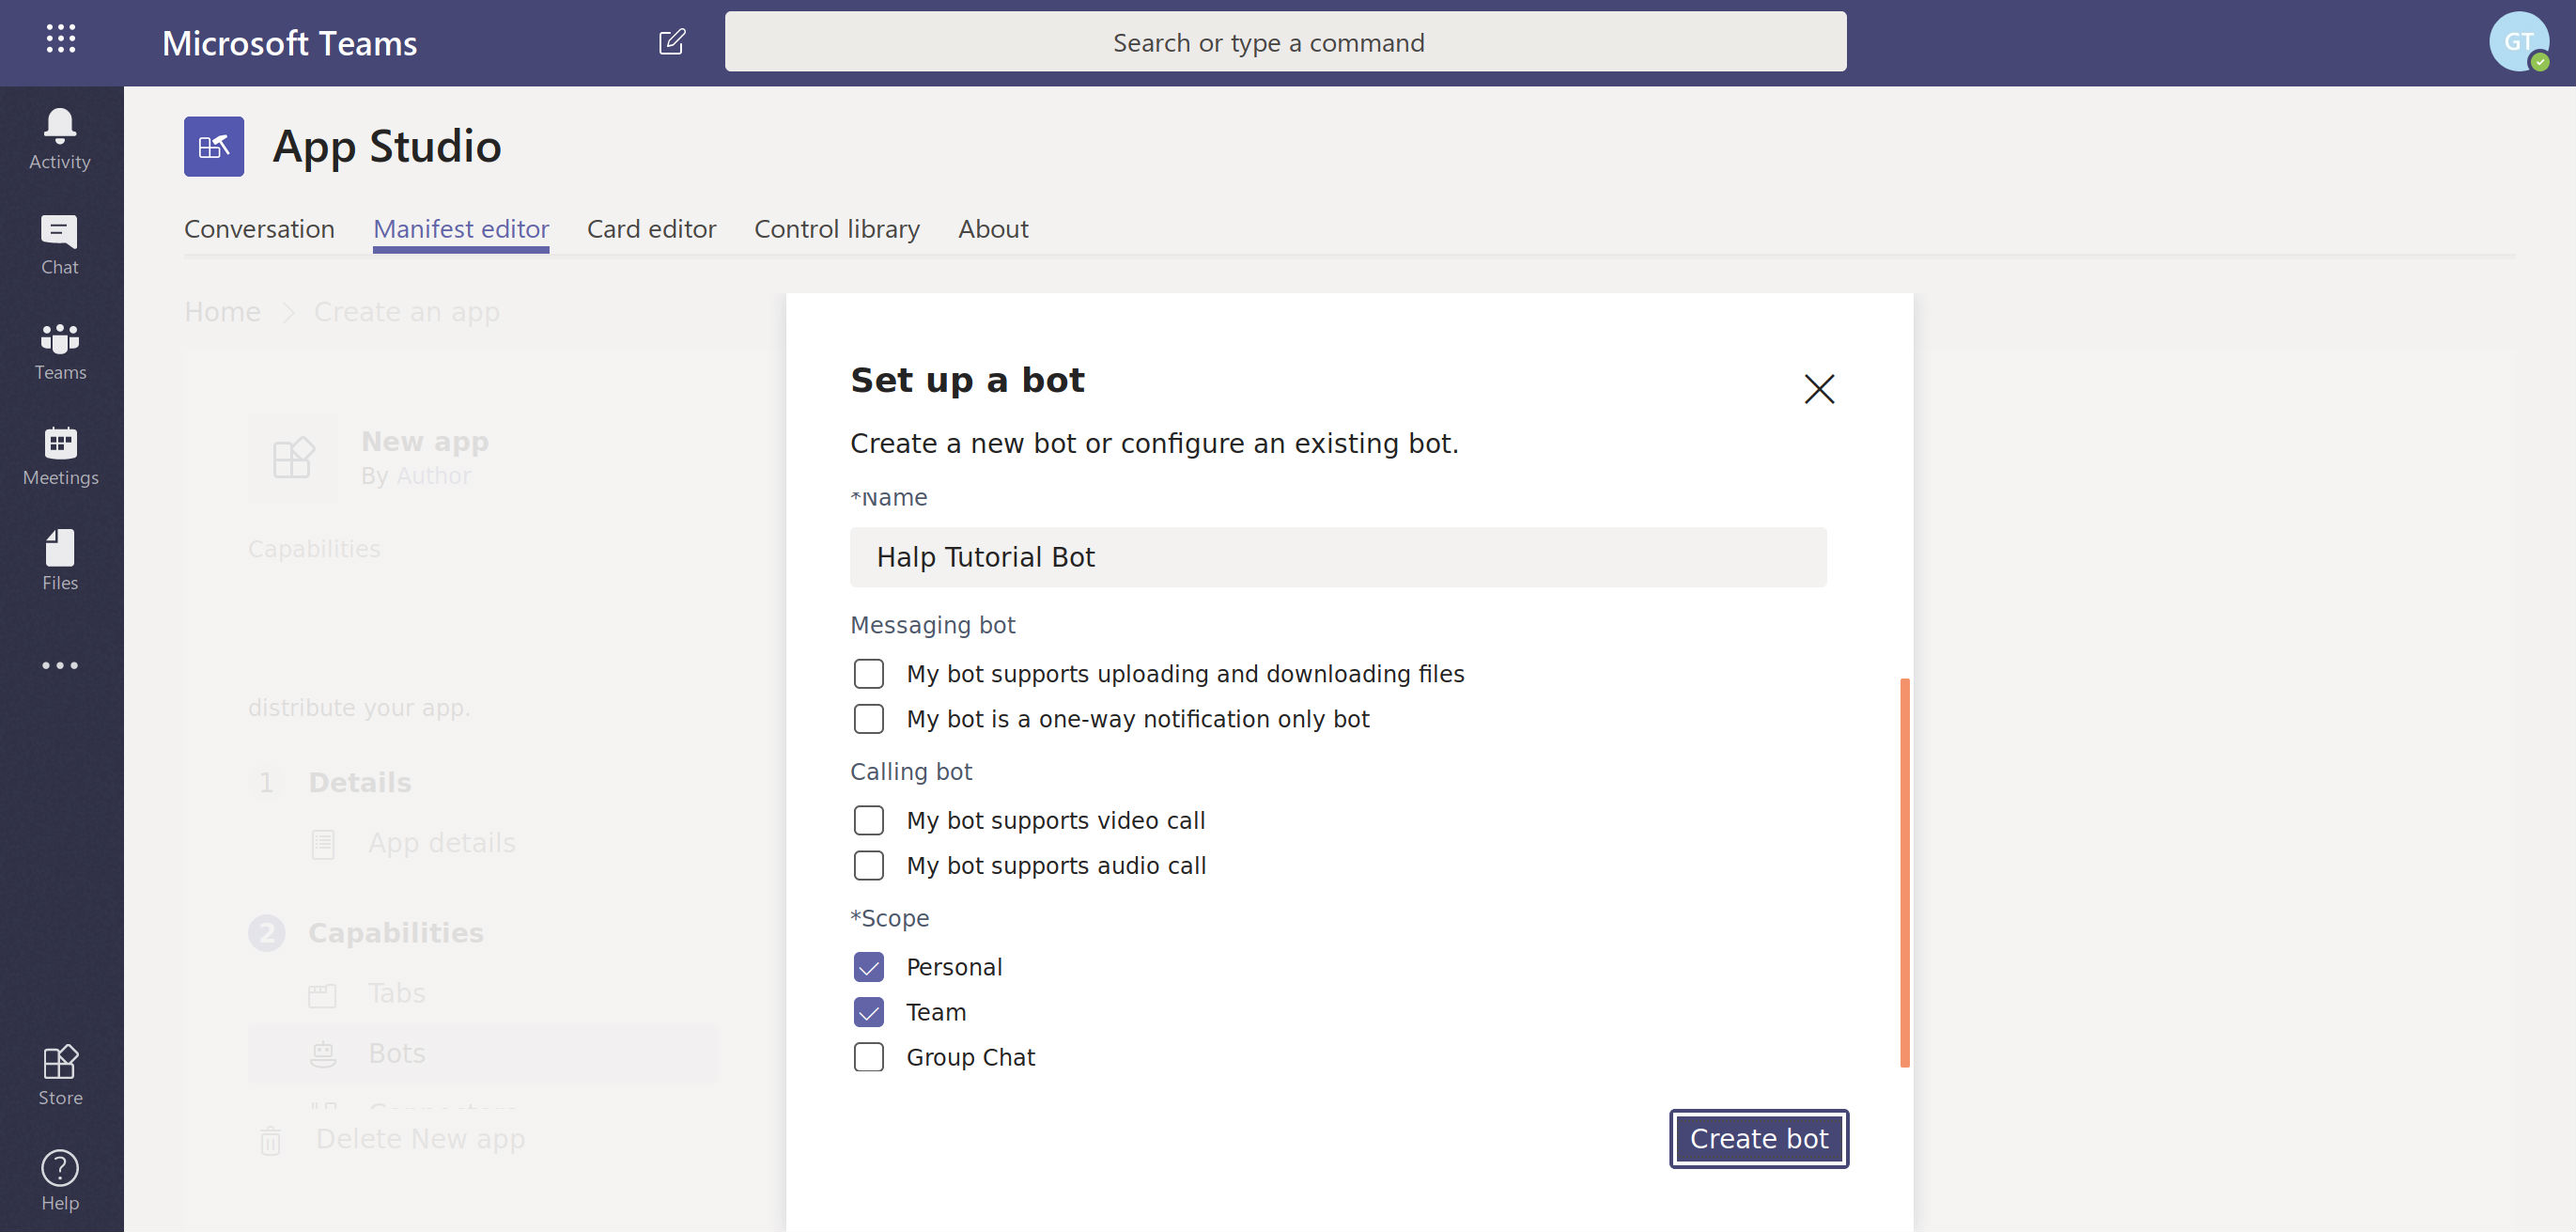 Microsoft Teams
Search or type a command
GT
Activity
Chat
Teams
Meetings
Files
Store
Help
App Studio
Conversation Manifest editor Card editor Control library About
Home > Create an app
New app
By Author
Capabilities
distribute your app.
1 Details
App details
2 Capabilities
Tabs
Bots
Connectors
Delete New app
Set up a bot
Create a new bot or configure an existing bot.
*Name
Halp Tutorial Bot
Messaging bot
My bot supports uploading and downloading files
My bot is a one-way notification only bot
Calling bot
My bot supports video call
My bot supports audio call
*Scope
Personal
Team
Group Chat
Create bot